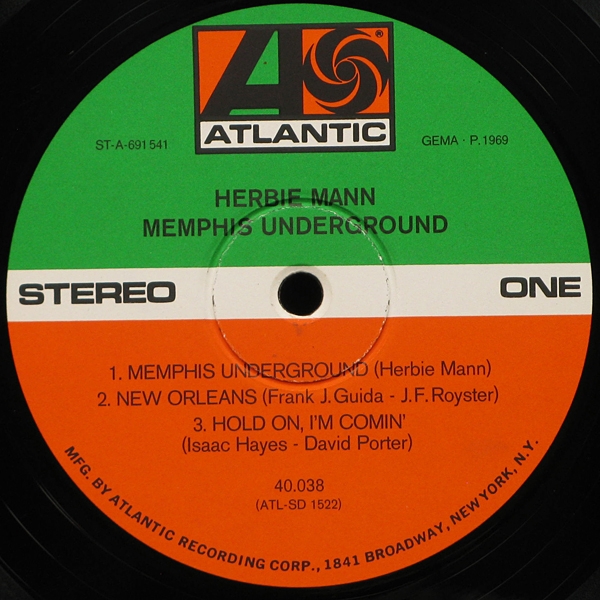 A ®
ATLANTIC
ST-A-691 541
GEMA · P. 1969
HERBIE MANN
MEMPHIS UNDERGROUND
STEREO
ONE
1. MEMPHIS UNDERGROUND (Herbie Mann)
2. NEW ORLEANS (Frank J. Guida - J.F. Royster)
3. HOLD ON, I'M COMIN'
(Isaac Hayes - David Porter)
40.038
(ATL-SD 1522)
MFG. BY ATLANTIC RECORDING CORP., 1841 BROADWAY, NEW YORK, N.Y.